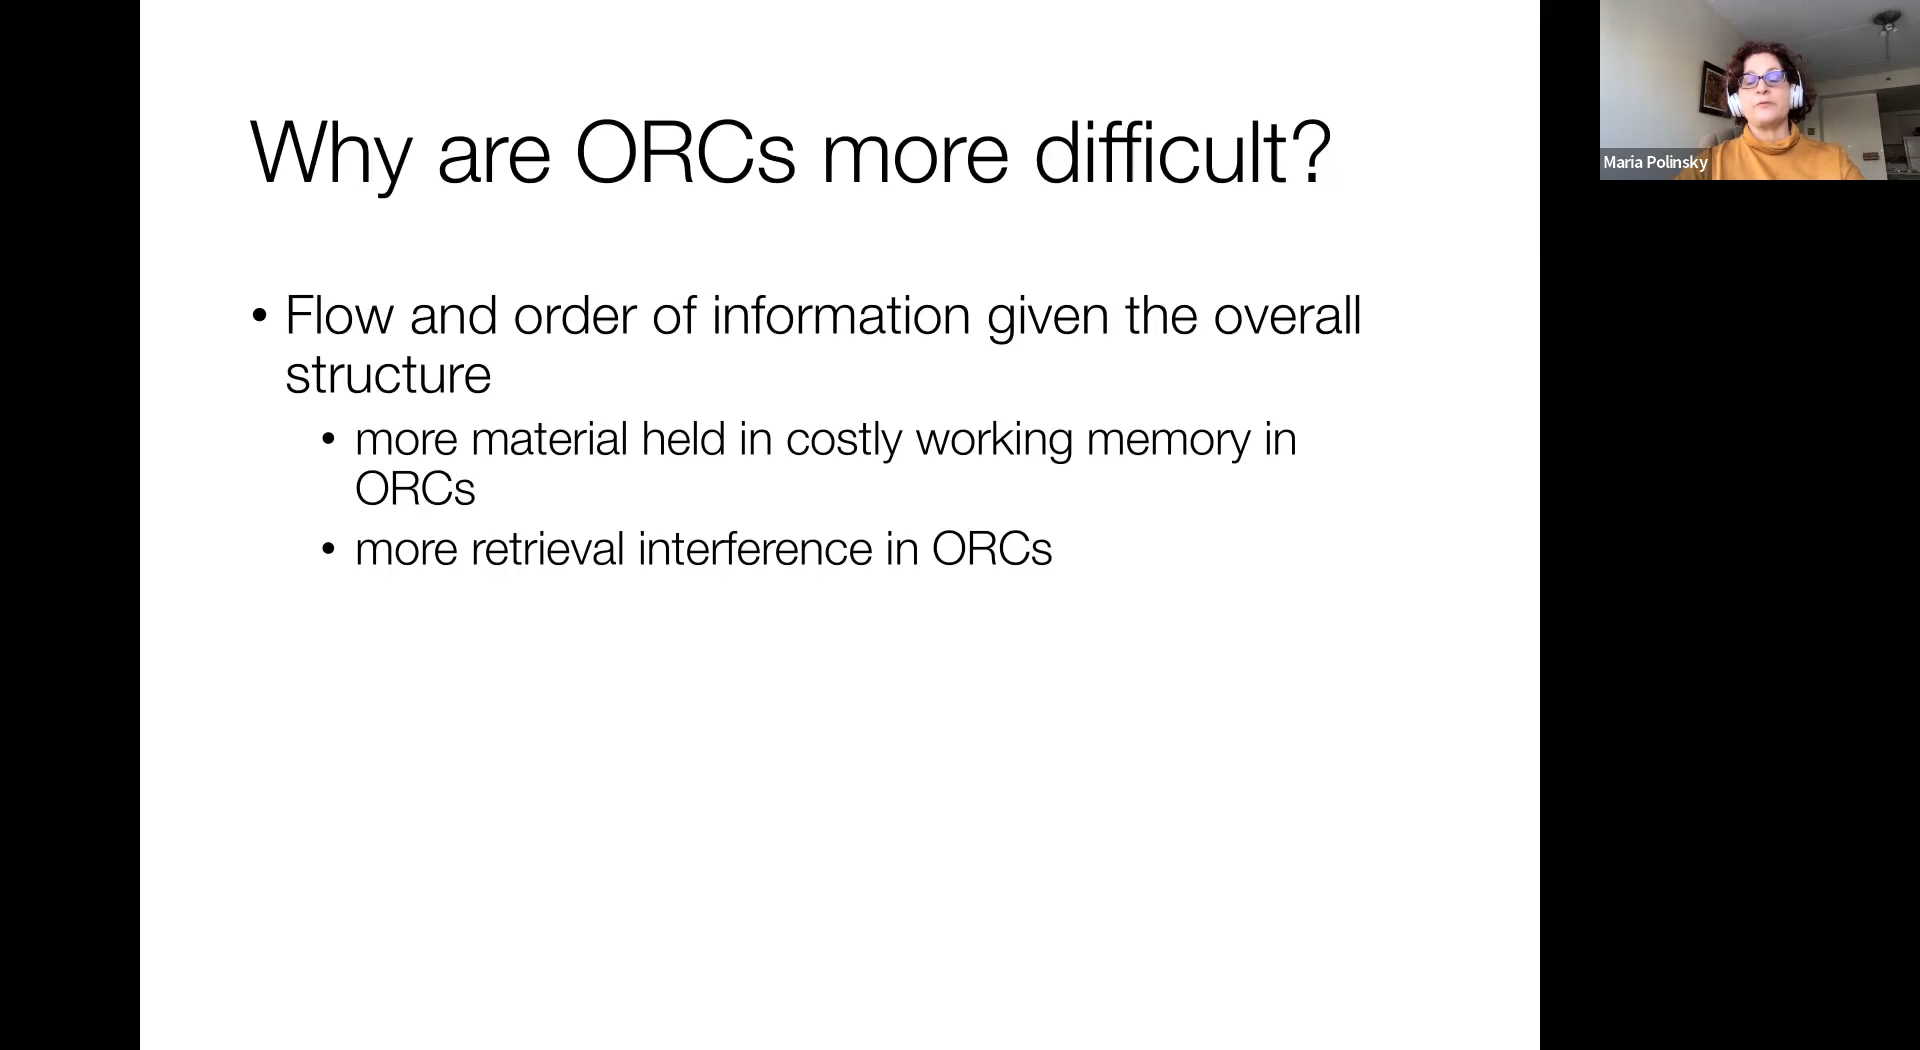 Why are ORCs more difficult?
• Flow and order of information given the overall
structure
• more material held in costly working memory in
ORCs
• more retrieval interference in ORCs
Maria Polinsky